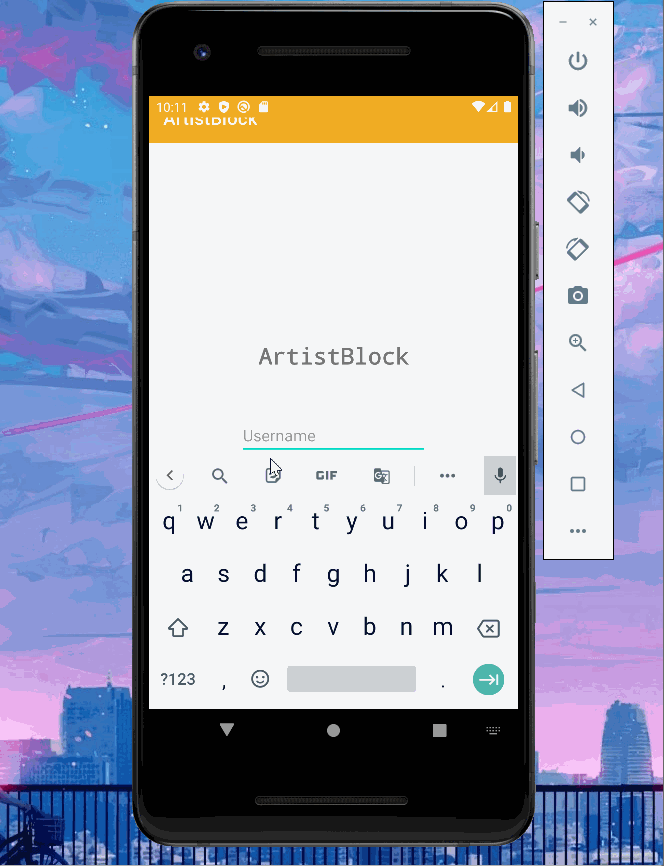 10:11
ArtistBlock
ArtistBlock
Username
GIF
1 2 3 4 5 6 7 8 9 0
q w e r t y u i o p
a s d f g h j k l
z x c v b n m
?123 , .